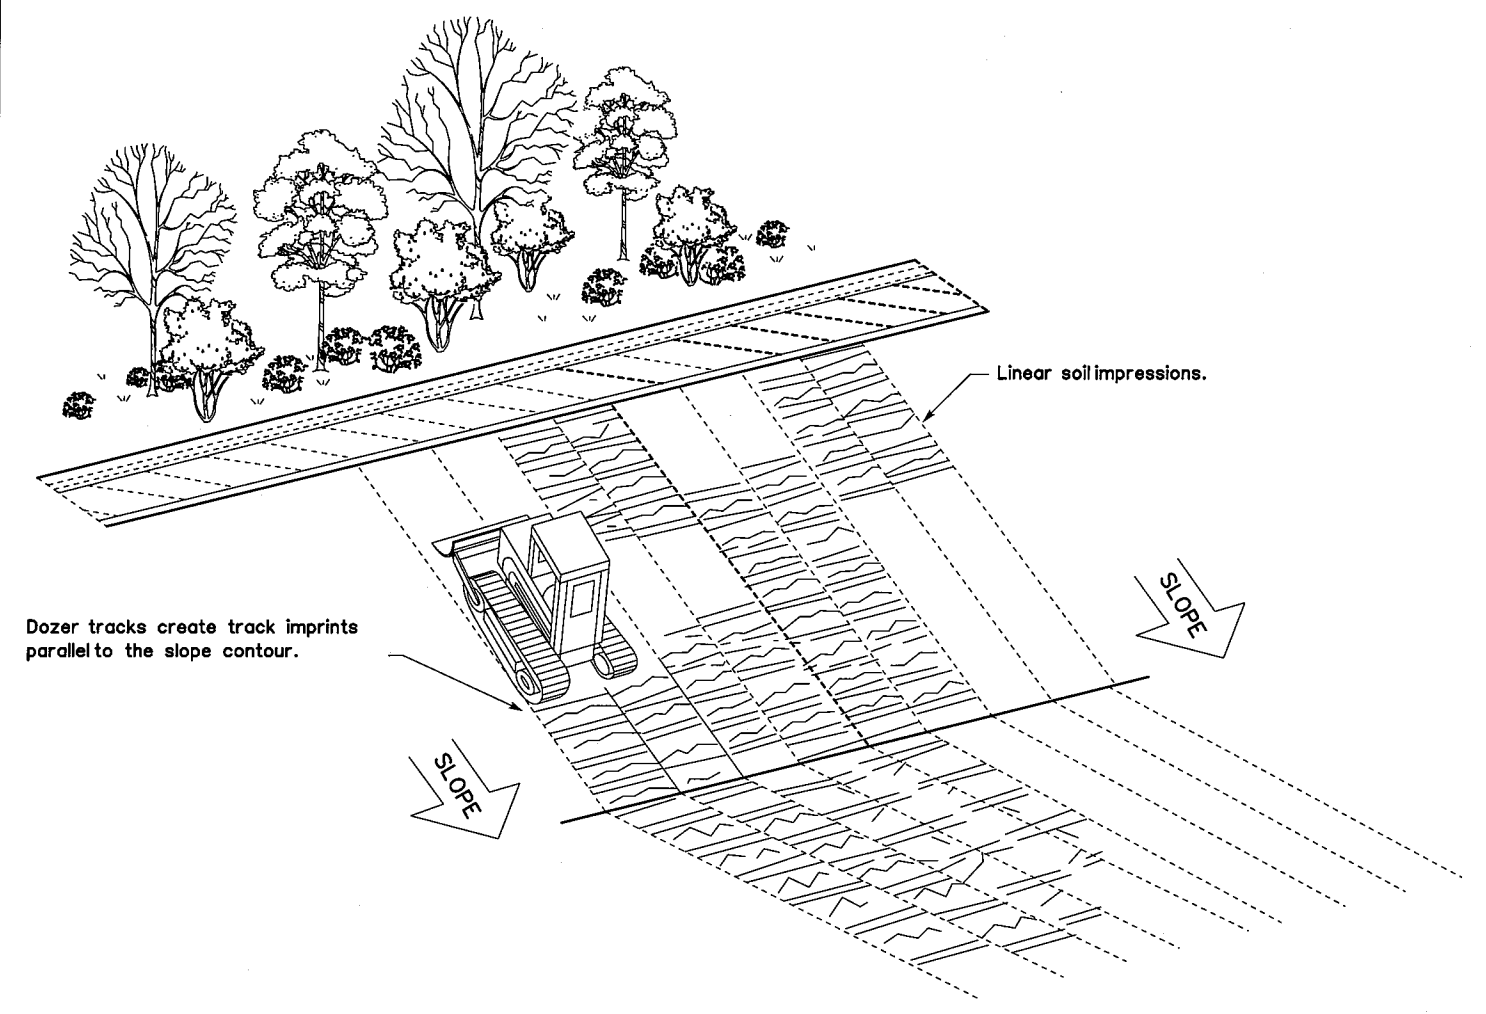 Linear soil impressions.
SLOPE
Dozer tracks create track imprints
parallel to the slope contour.
SLOPE